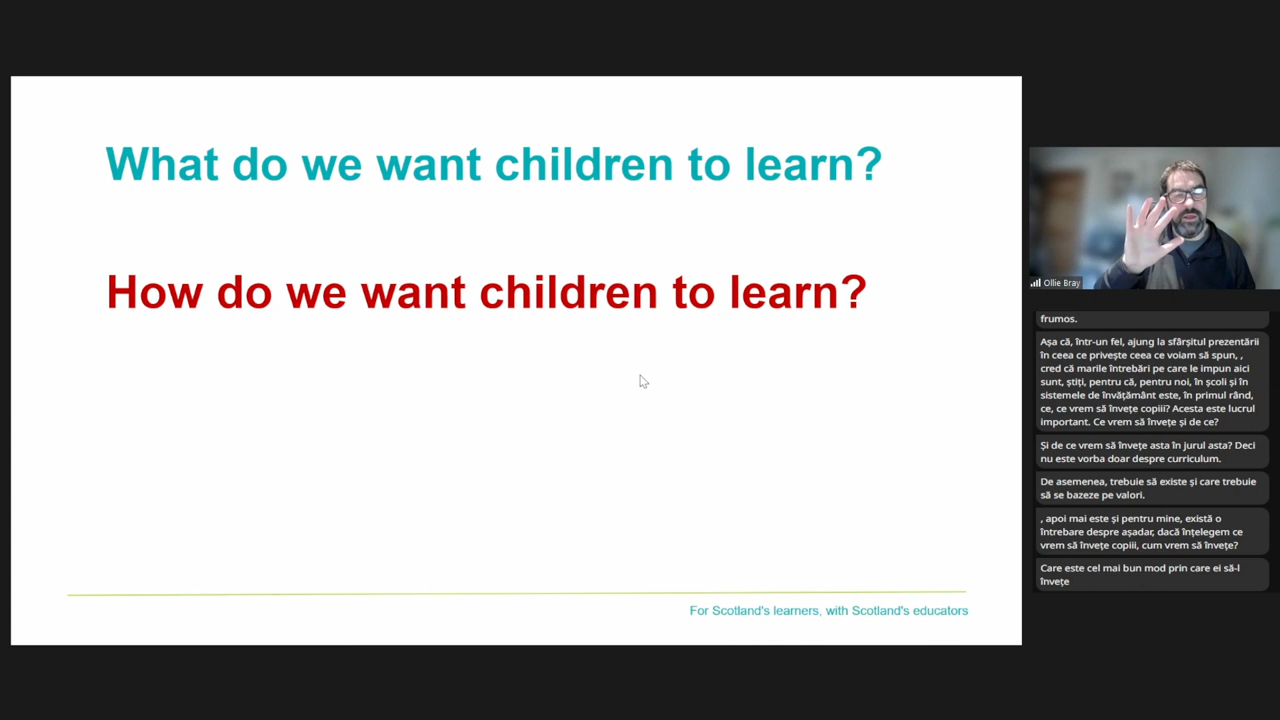 What do we want children to learn?
How do we want children to learn?
For Scotland's learners, with Scotland's educators
Ollie Bray
frumos.
Așa că, într-un fel, ajung la sfârșitul prezentării
în ceea ce privește ceea ce voiam să spun, ,
cred că marile întrebări pe care le impun aici
sunt, știți, pentru că, pentru noi, în școli și în
sistemele de învățământ este, în primul rând,
ce, ce vrem să învețe copiii? Acesta este lucrul
important. Ce vrem să învețe și de ce?
Și de ce vrem să învețe asta în jurul asta? Deci
nu este vorba doar despre curriculum.
De asemenea, trebuie să existe și care trebuie
să se bazeze pe valori.
, apoi mai este și pentru mine, există o
întrebare despre așadar, dacă înțelegem ce
vrem să învețe copiii, cum vrem să învețe?
Care este cel mai bun mod prin care ei să-l
învețe